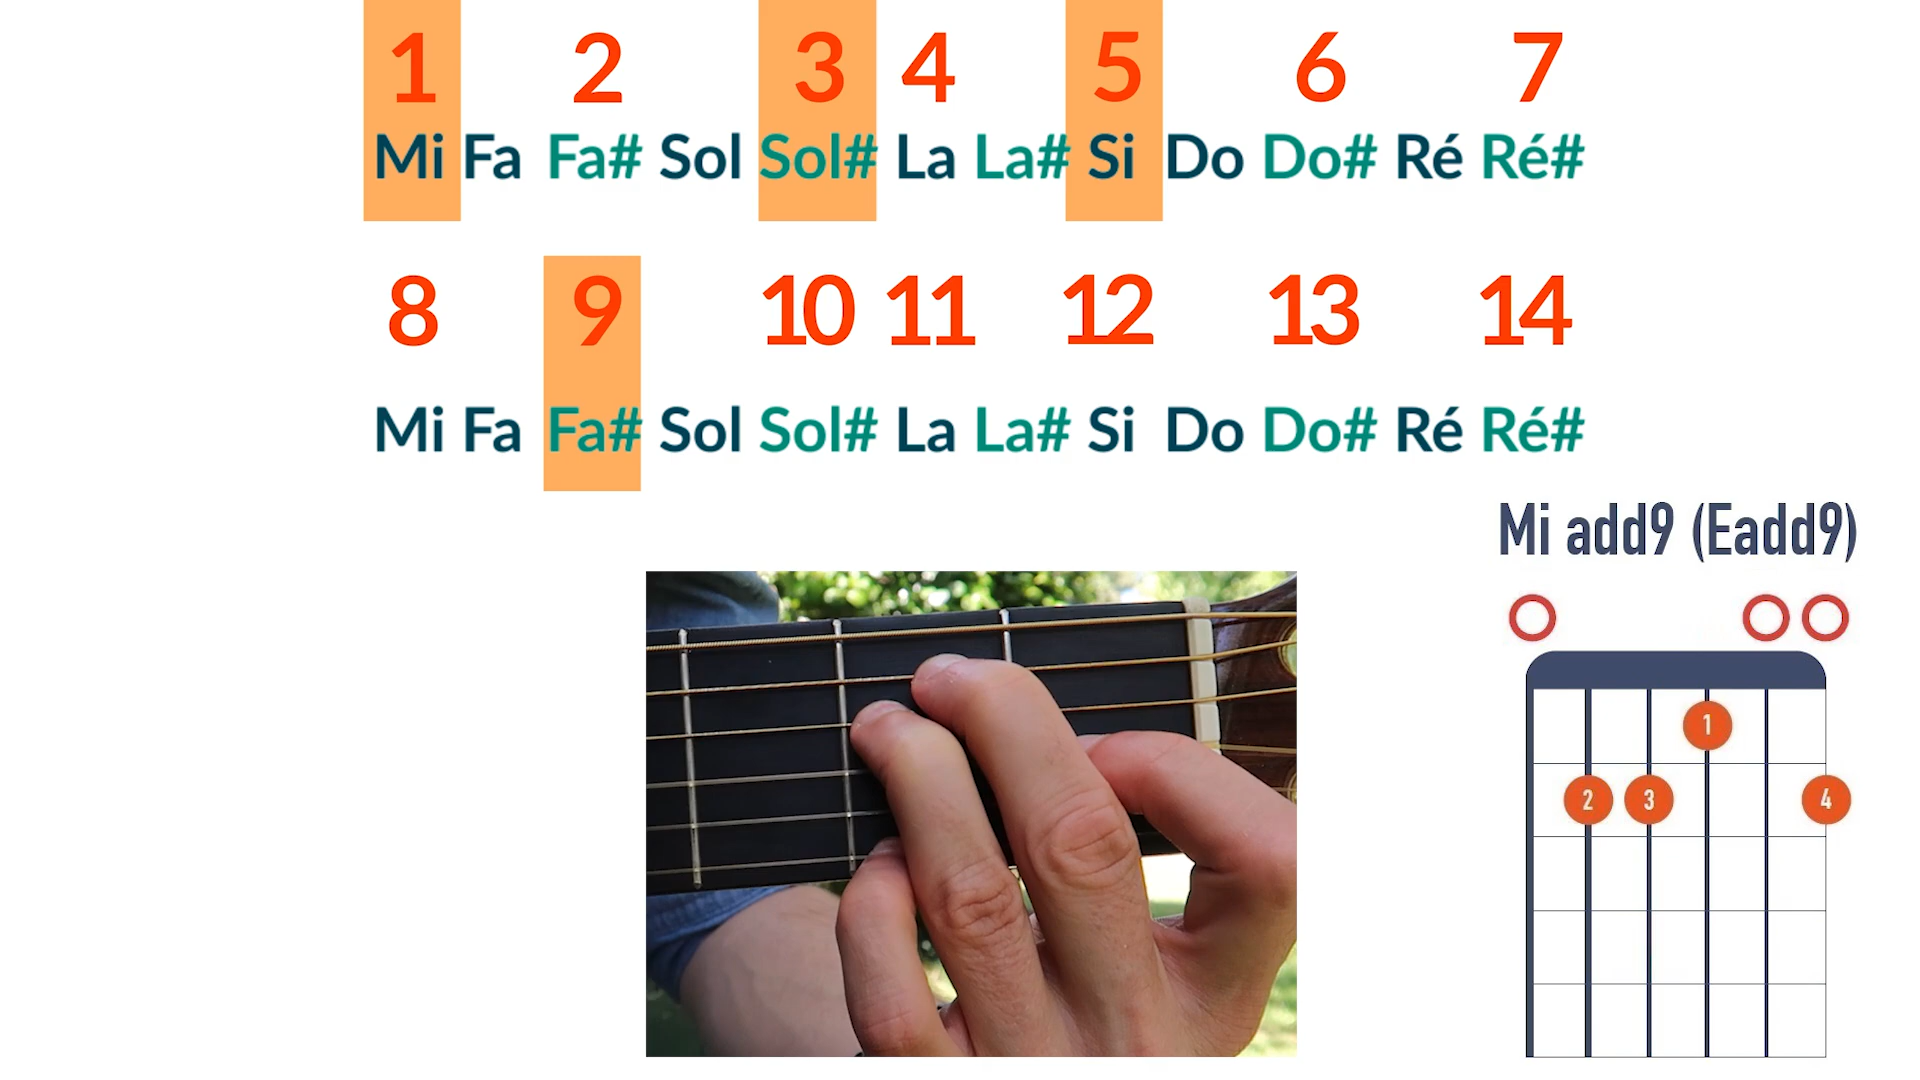 1 2 3 4 5 6 7
Mi Fa Fa# Sol Sol# La La# Si Do Do# Ré Ré#
8 9 10 11 12 13 14
Mi Fa Fa# Sol Sol# La La# Si Do Do# Ré Ré#
Mi add9 (Eadd9)
1
2 3 4